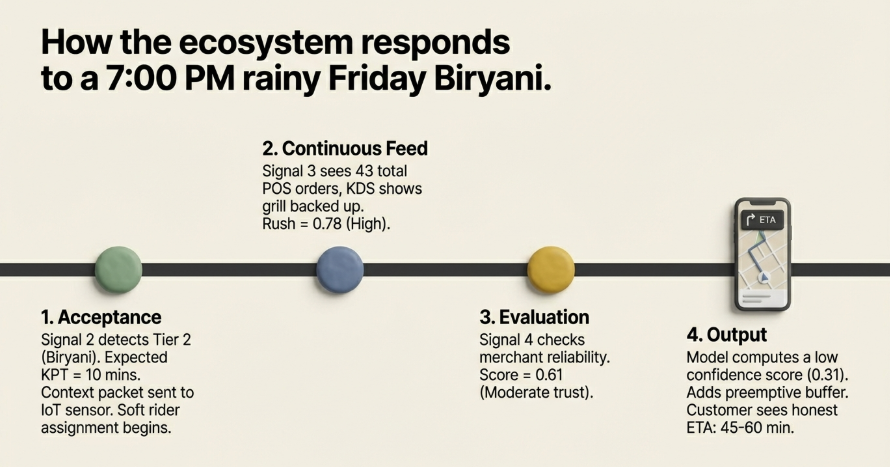 How the ecosystem responds
to a 7:00 PM rainy Friday Biryani.
1. Acceptance
Signal 2 detects Tier 2
(Biryani). Expected
KPT = 10 mins.
Context packet sent to
IoT sensor. Soft rider
assignment begins.
2. Continuous Feed
Signal 3 sees 43 total
POS orders, KDS shows
grill backed up.
Rush = 0.78 (High).
3. Evaluation
Signal 4 checks
merchant reliability.
Score = 0.61
(Moderate trust).
ETA
4. Output
Model computes a low
confidence score (0.31).
Adds preemptive buffer.
Customer sees honest
ETA: 45-60 min.